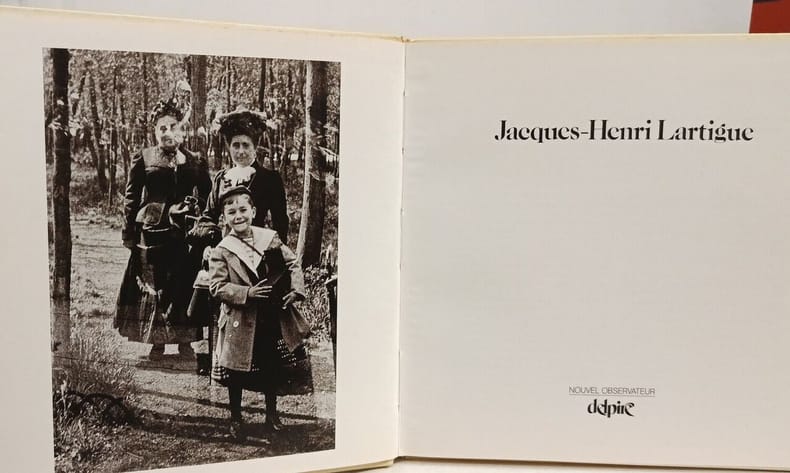 Jacques-Henri Lartigue
NOUVEL OBSERVATEUR
delpire